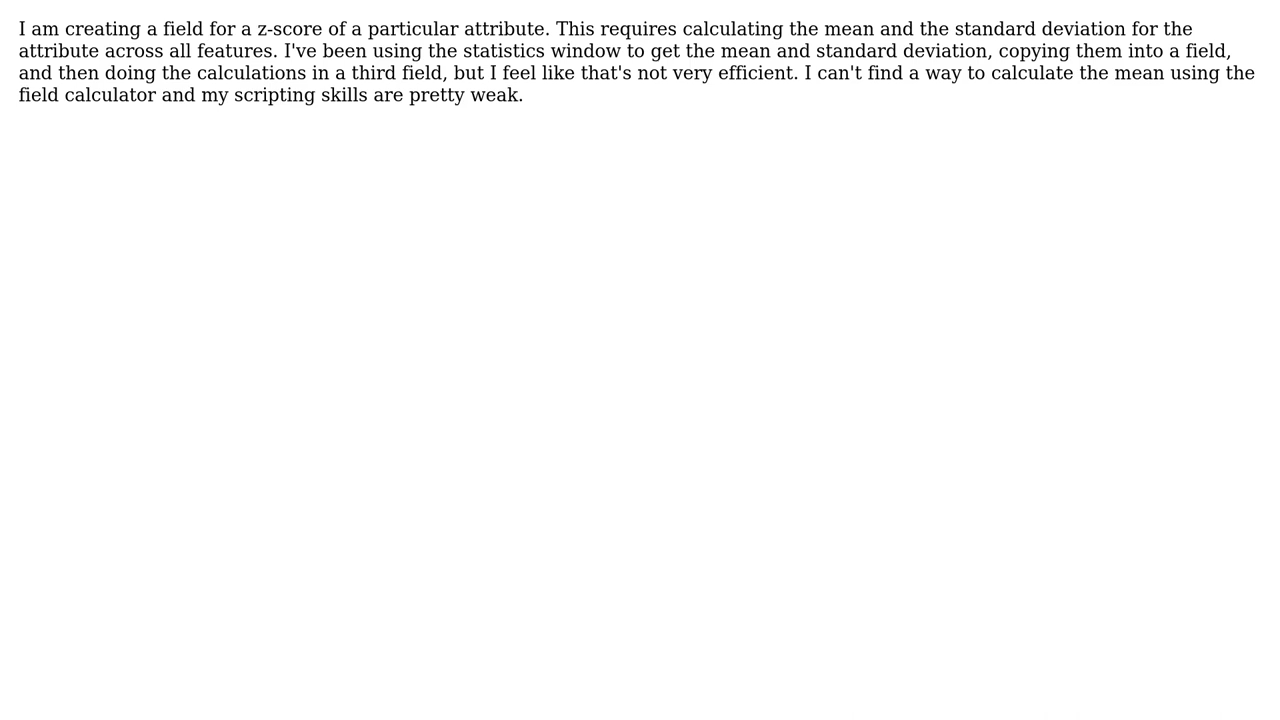 I am creating a field for a z-score of a particular attribute. This requires calculating the mean and the standard deviation for the
attribute across all features. I've been using the statistics window to get the mean and standard deviation, copying them into a field,
and then doing the calculations in a third field, but I feel like that's not very efficient. I can't find a way to calculate the mean using the
field calculator and my scripting skills are pretty weak.